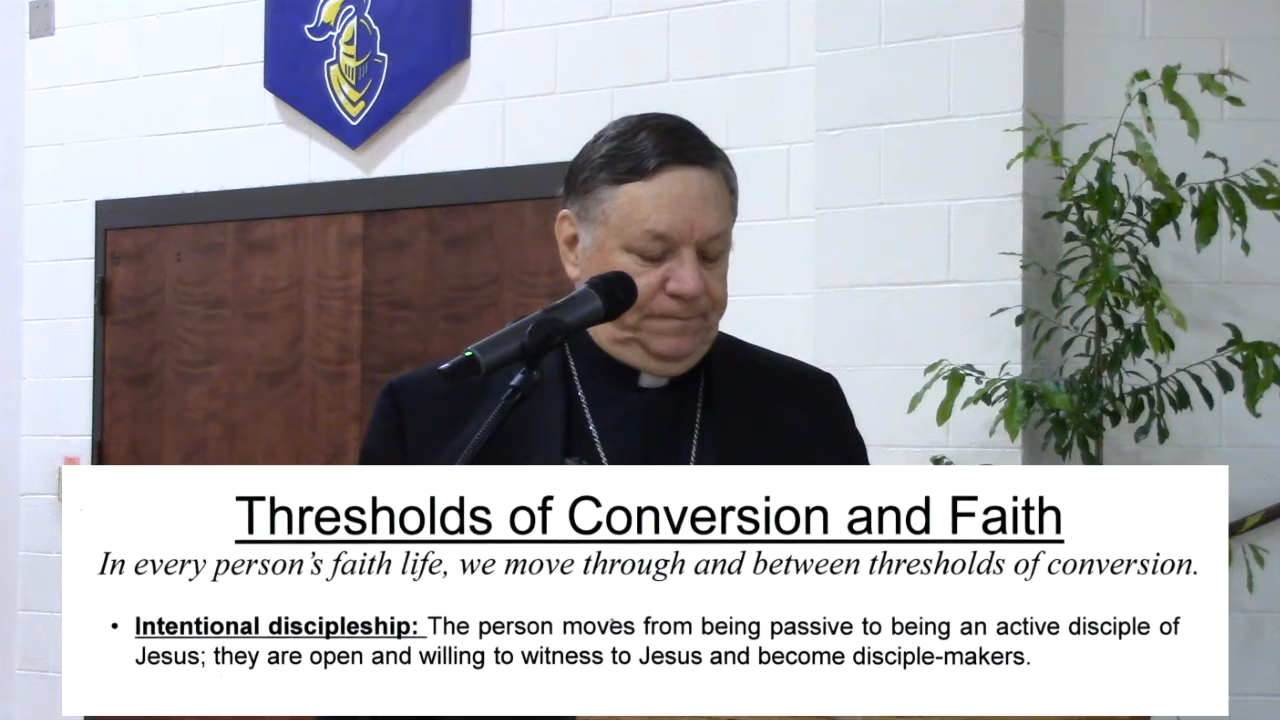 Thresholds of Conversion and Faith
In every person's faith life, we move through and between thresholds of conversion.
• Intentional discipleship: The person moves from being passive to being an active disciple of
Jesus; they are open and willing to witness to Jesus and become disciple-makers.